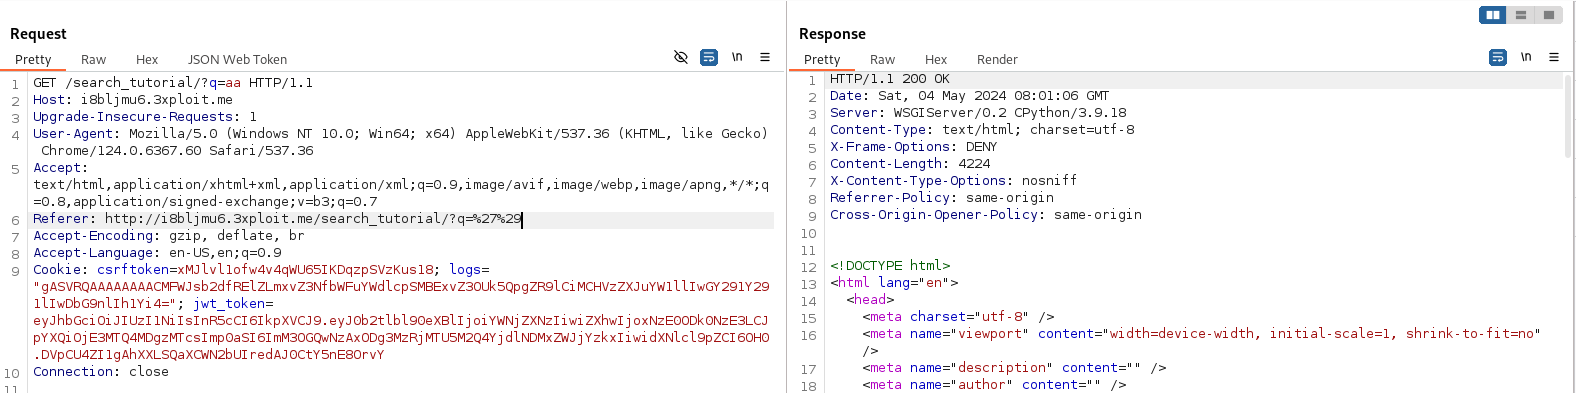 Request
Pretty Raw Hex JSON Web Token \n
1 GET /search_tutorial/?q=aa HTTP/1.1
2 Host: i8bljmu6.3xploit.me
3 Upgrade-Insecure-Requests: 1
4 User-Agent: Mozilla/5.0 (Windows NT 10.0; Win64; x64) AppleWebKit/537.36 (KHTML, like Gecko)
Chrome/124.0.6367.60 Safari/537.36
5 Accept:
text/html,application/xhtml+xml,application/xml;q=0.9,image/avif,image/webp,image/apng,*/*;q
=0.8,application/signed-exchange;v=b3;q=0.7
6 Referer: http://i8bljmu6.3xploit.me/search_tutorial/?q=%27%29
7 Accept-Encoding: gzip, deflate, br
8 Accept-Language: en-US,en;q=0.9
9 Cookie: csrftoken=xMJlvl1ofw4v4qWU65IKDqzpSVzKus18; logs=
"gASVRQAAAAAAAACMFWJsb2dfRElZLmxvZ3NfbWFuYWdlcpSMBExvZ3OUk5QpgZR9lCiMCHVzZXJuYW1llIwGY291Y29
1lIwDbG9nlIh1Yi4="; jwt_token=
eyJhbGciOiJIUzI1NiIsInR5cCI6IkpXVCJ9.eyJ0b2tlbl90eXBlIjoiYWNjZXNzIiwiZXhwIjoxNzE0ODk0NzE3LCJ
pYXQiOjE3MTQ4MDgzMTcsImp0aSI6ImM3OGQwNzAxODg3MzRjMTU5M2Q4YjdlNDMxZWJjYzkxIiwidXNlcl9pZCI6OH0
.DVpCU4ZI1gAhXXLSQaXCWN2bUIredAJOCtY5nE8OrvY
10 Connection: close
11
Response
Pretty Raw Hex Render \n
1 HTTP/1.1 200 OK
2 Date: Sat, 04 May 2024 08:01:06 GMT
3 Server: WSGIServer/0.2 CPython/3.9.18
4 Content-Type: text/html; charset=utf-8
5 X-Frame-Options: DENY
6 Content-Length: 4224
7 X-Content-Type-Options: nosniff
8 Referrer-Policy: same-origin
9 Cross-Origin-Opener-Policy: same-origin
10
11
12 <!DOCTYPE html>
13 <html lang="en">
14 <head>
15 <meta charset="utf-8" />
16 <meta name="viewport" content="width=device-width, initial-scale=1, shrink-to-fit=no"
/>
17 <meta name="description" content="" />
18 <meta name="author" content="" />